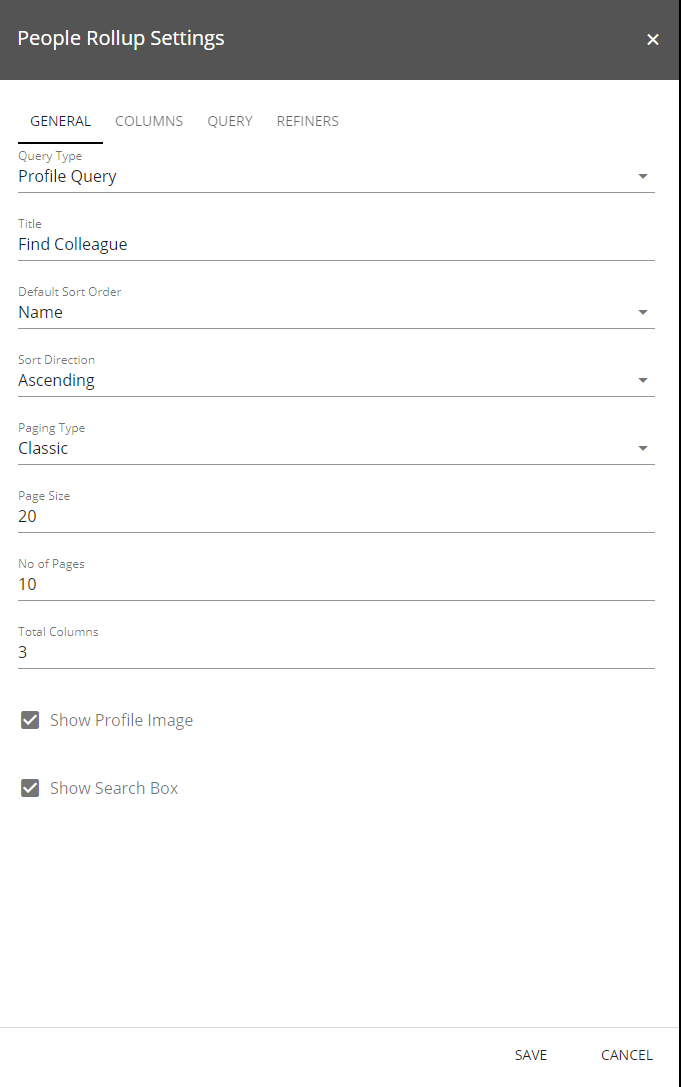 People Rollup Settings
GENERAL COLUMNS QUERY REFINERS
Query Type
Profile Query
Title
Find Colleague
Default Sort Order
Name
Sort Direction
Ascending
Paging Type
Classic
Page Size
20
No of Pages
10
Total Columns
3
Show Profile Image
Show Search Box
SAVE CANCEL